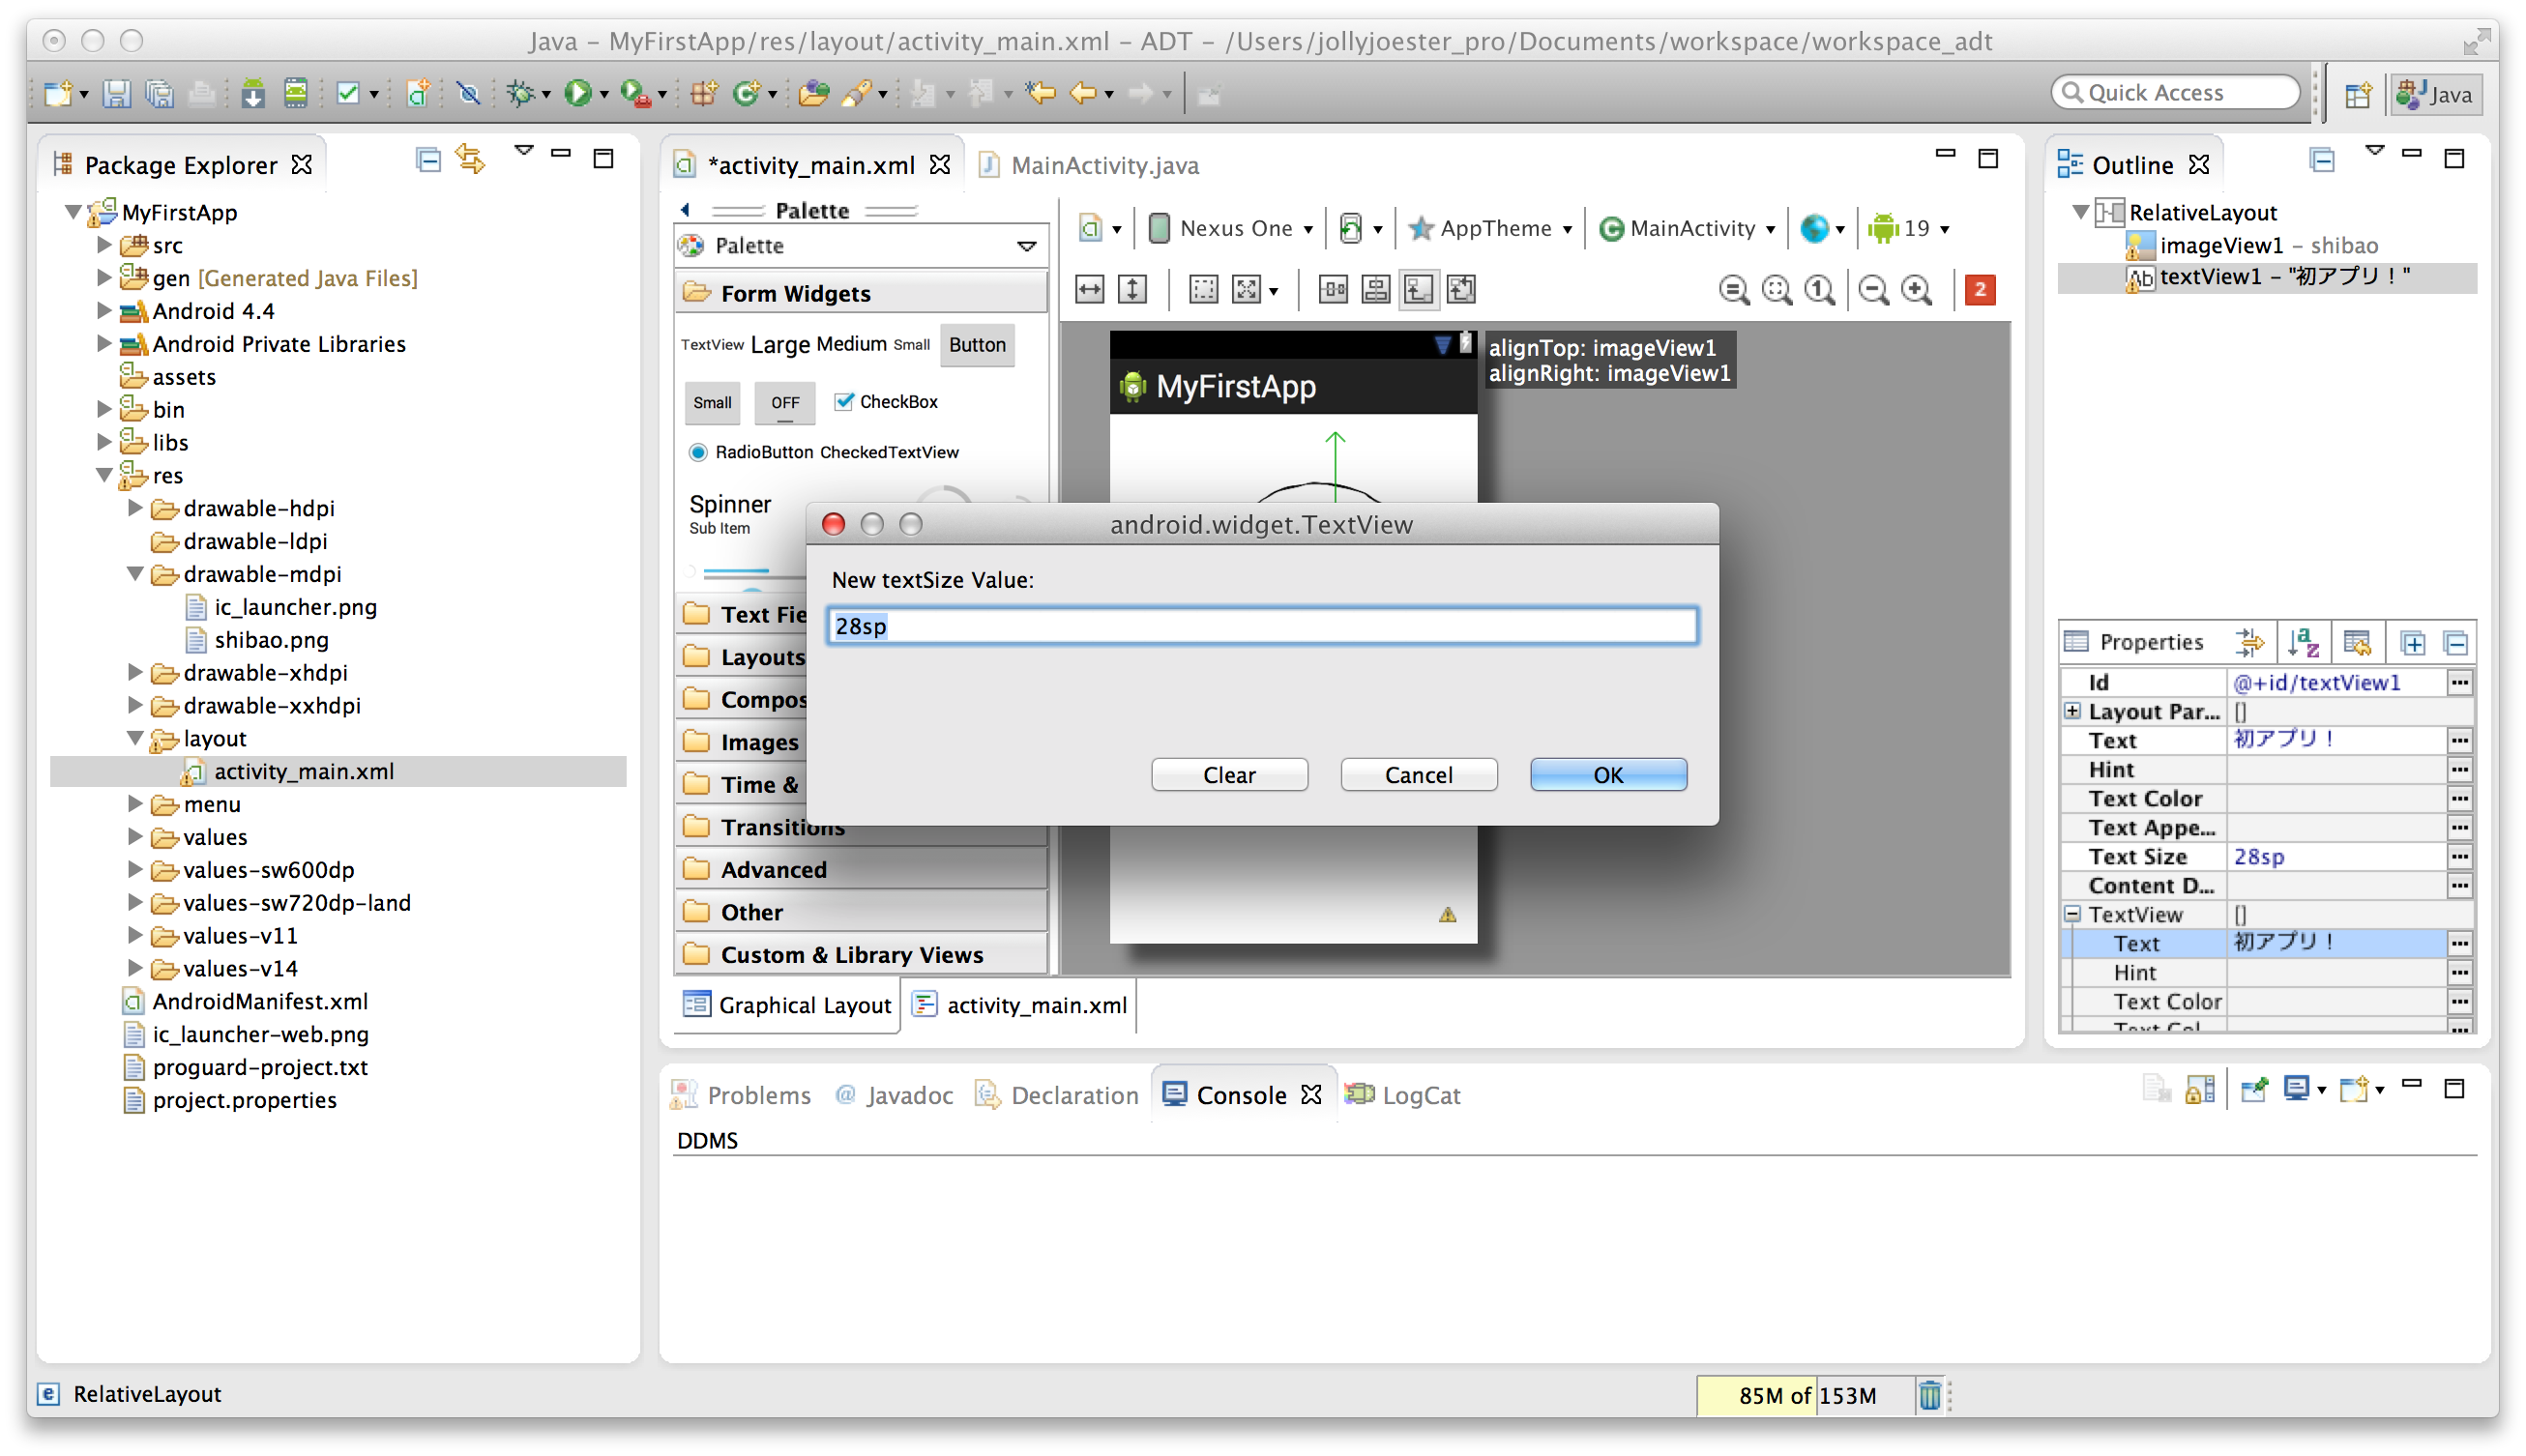 Java – MyFirstApp/res/layout/activity_main.xml – ADT – /Users/jollyjoester_pro/Documents/workspace/workspace_adt
Quick Access
Java
Package Explorer
MyFirstApp
src
gen [Generated Java Files]
Android 4.4
Android Private Libraries
assets
bin
libs
res
drawable-hdpi
drawable-ldpi
drawable-mdpi
ic_launcher.png
shibao.png
drawable-xhdpi
drawable-xxhdpi
layout
activity_main.xml
menu
values
values-sw600dp
values-sw720dp-land
values-v11
values-v14
AndroidManifest.xml
ic_launcher-web.png
proguard-project.txt
project.properties
*activity_main.xml
MainActivity.java
Palette
Palette
Form Widgets
TextView Large Medium Small Button
Small OFF CheckBox
RadioButton CheckedTextView
Spinner
Sub Item
Text Fie
Layouts
Compos
Images
Time &
Transitions
Advanced
Other
Custom & Library Views
Nexus One
AppTheme
MainActivity
19
1
2
MyFirstApp
alignTop: imageView1
alignRight: imageView1
android.widget.TextView
New textSize Value:
28sp
Clear
Cancel
OK
Graphical Layout
activity_main.xml
Outline
RelativeLayout
imageView1 – shibao
Ab textView1 – "初アプリ！"
Properties
Id @+id/textView1
Layout Par... []
Text 初アプリ！
Hint
Text Color
Text Appe...
Text Size 28sp
Content D...
TextView []
Text 初アプリ！
Hint
Text Color
Problems
@ Javadoc
Declaration
Console
LogCat
DDMS
RelativeLayout
85M of 153M